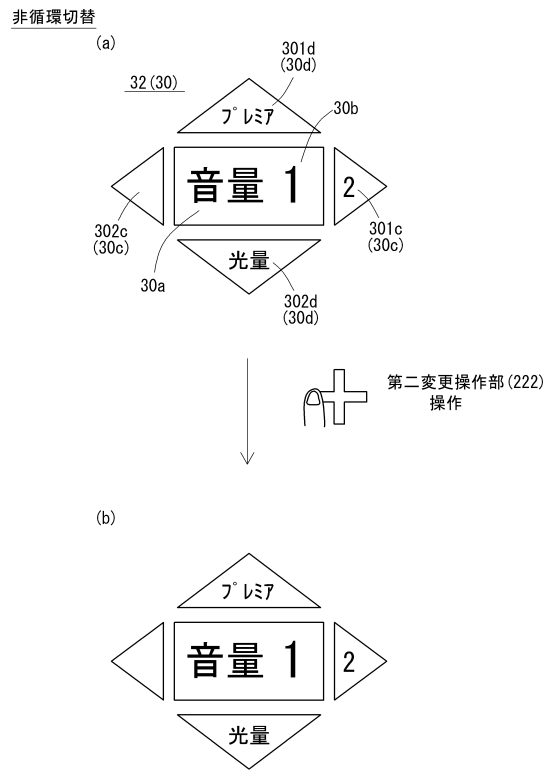 非循環切替
(a)
301d
(30d)
32(30)
プレミア
30b
音量 1
2
302c
(30c)
301c
(30c)
30a
光量
302d
(30d)
第二変更操作部(222)
操作
(b)
プレミア
音量 1
2
光量